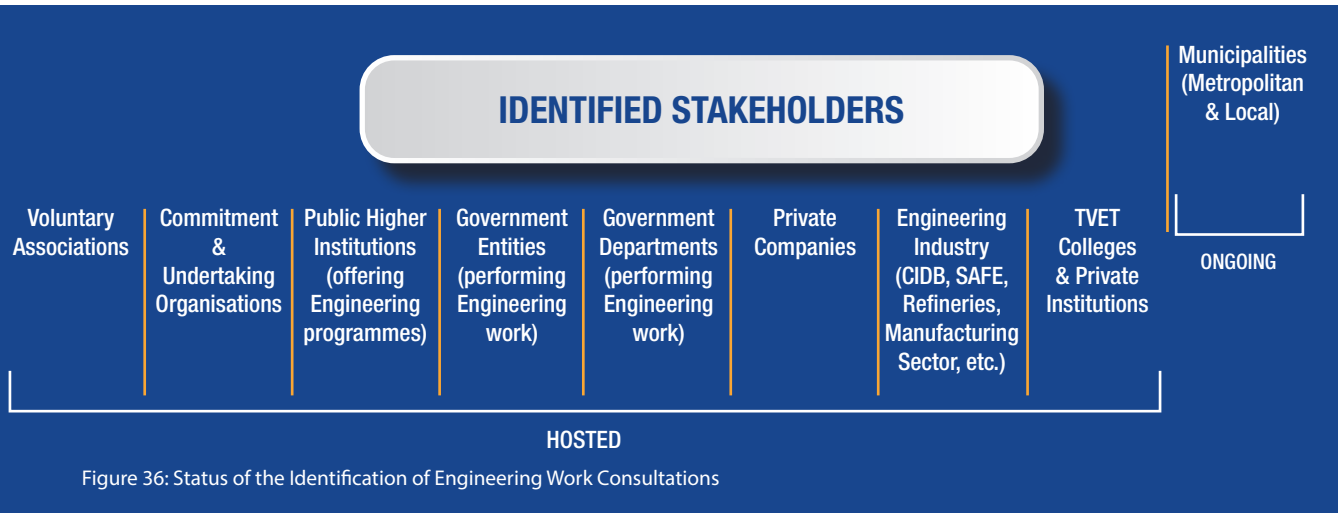 IDENTIFIED STAKEHOLDERS
Voluntary
Associations
Commitment
&
Undertaking
Organisations
Public Higher
Institutions
(offering
Engineering
programmes)
Government
Entities
(performing
Engineering
work)
Government
Departments
(performing
Engineering
work)
Private
Companies
Engineering
Industry
(CIDB, SAFE,
Refineries,
Manufacturing
Sector, etc.)
TVET
Colleges
& Private
Institutions
Municipalities
(Metropolitan
& Local)
ONGOING
HOSTED
Figure 36: Status of the Identification of Engineering Work Consultations